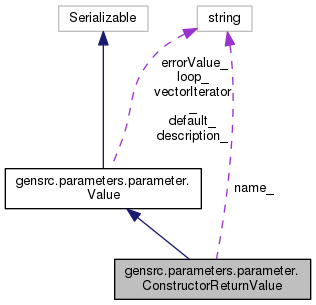 Serializable
string
errorValue_
loop_
vectorIterator
_
default_
description_
gensrc.parameters.parameter.
Value
name_
gensrc.parameters.parameter.
ConstructorReturnValue